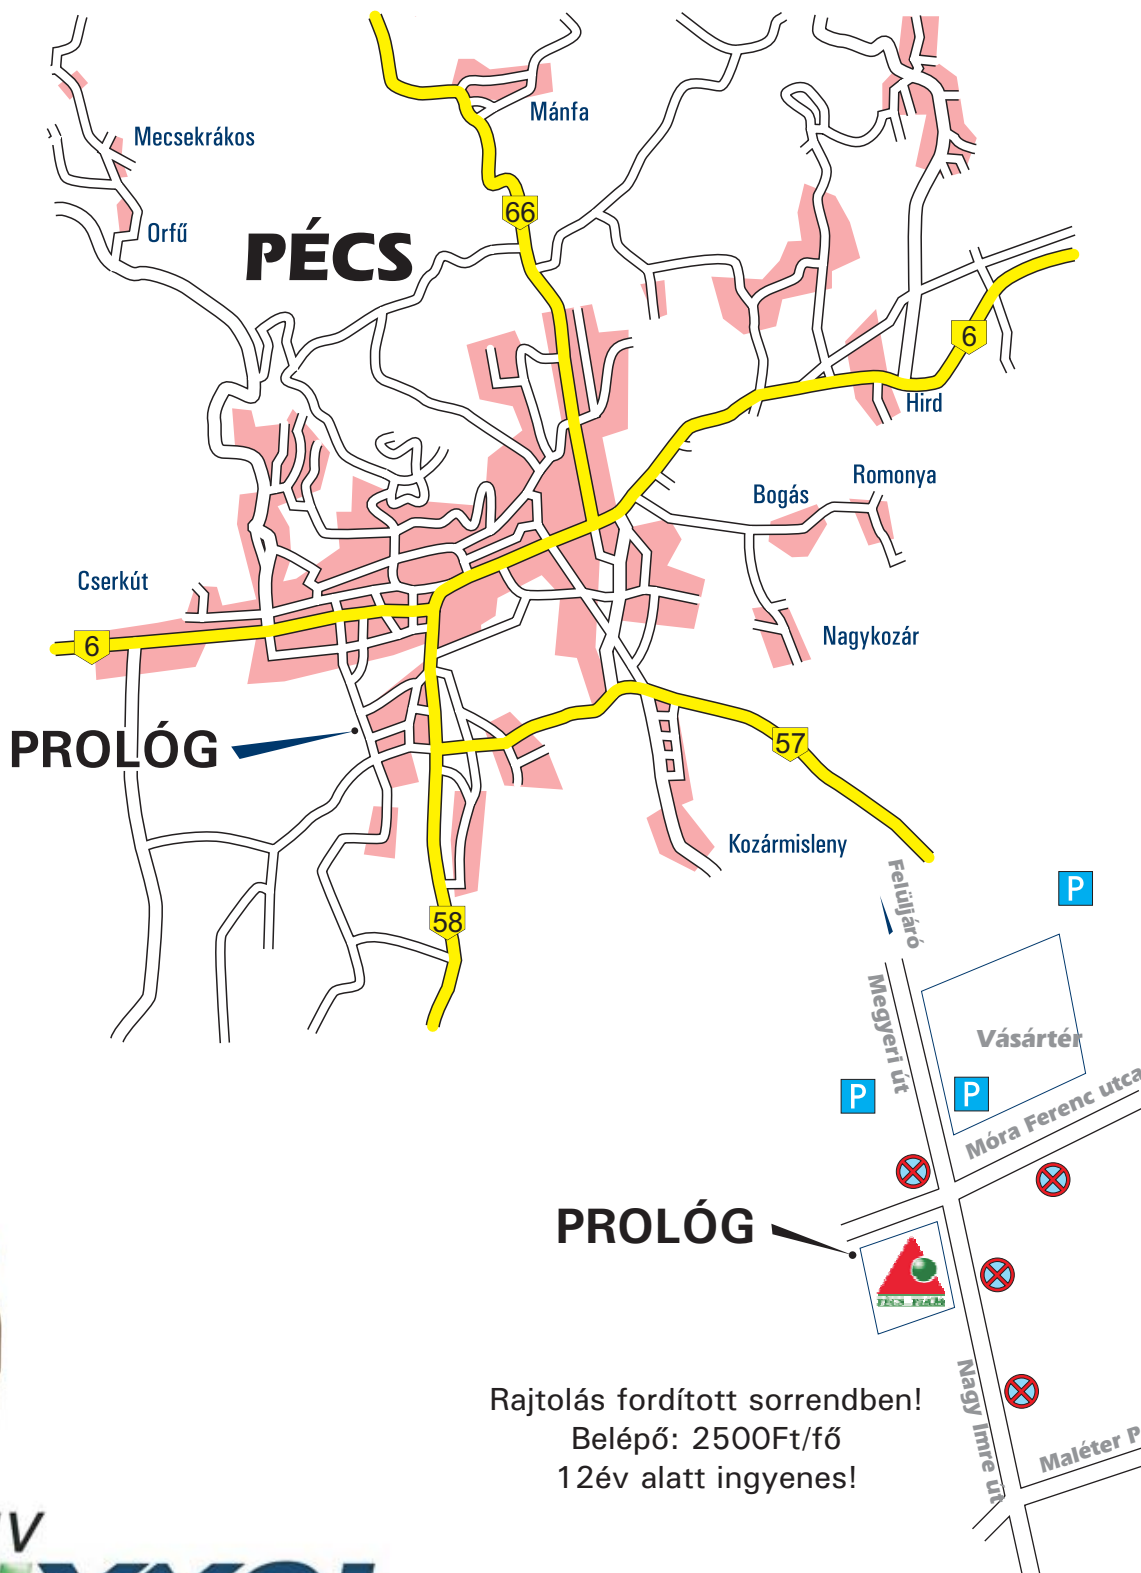 Mánfa
Mecsekrákos
66
Orfű
PÉCS
6
Hird
Romonya
Bogás
Cserkút
Nagykozár
6
PROLÓG
57
Kozármisleny
58
Felüljáró
P
Megyeri út
Vásártér
P
P
Móra Ferenc utca
PROLÓG
Rajtolás fordított sorrendben!
Belépő: 2500Ft/fő
12év alatt ingyenes!
Nagy Imre út
Maléter P